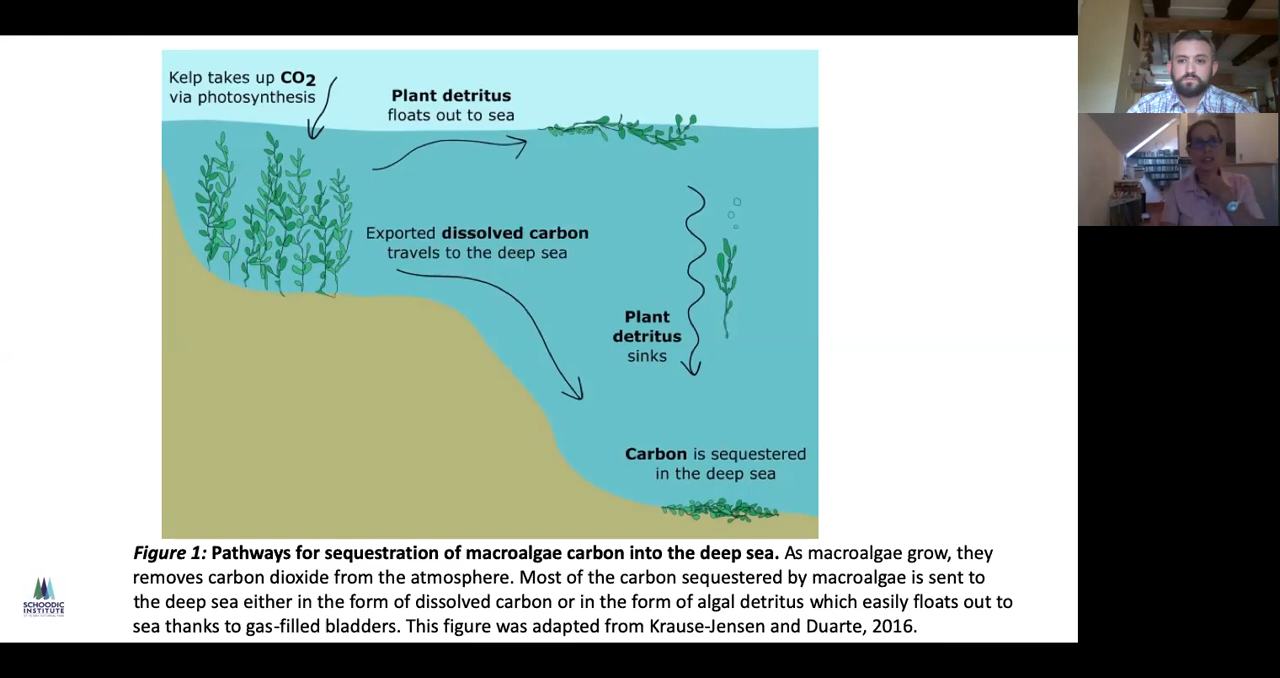 Kelp takes up CO2
via photosynthesis
Plant detritus
floats out to sea
Exported dissolved carbon
travels to the deep sea
Plant
detritus
sinks
Carbon is sequestered
in the deep sea
Figure 1: Pathways for sequestration of macroalgae carbon into the deep sea. As macroalgae grow, they
removes carbon dioxide from the atmosphere. Most of the carbon sequestered by macroalgae is sent to
the deep sea either in the form of dissolved carbon or in the form of algal detritus which easily floats out to
sea thanks to gas-filled bladders. This figure was adapted from Krause-Jensen and Duarte, 2016.
SCHOODIC
INSTITUTE